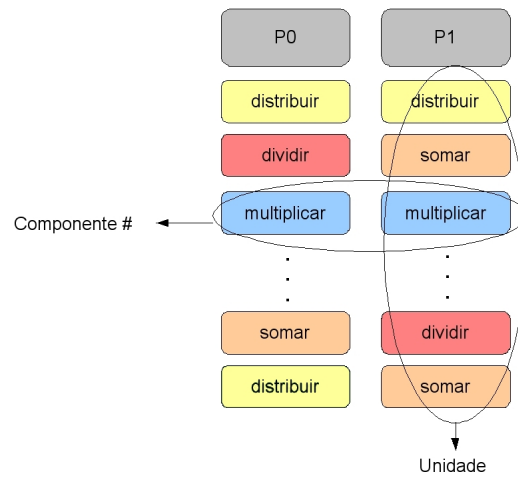 P0 P1
distribuir distribuir
dividir somar
Componente # multiplicar multiplicar
somar dividir
distribuir somar
Unidade